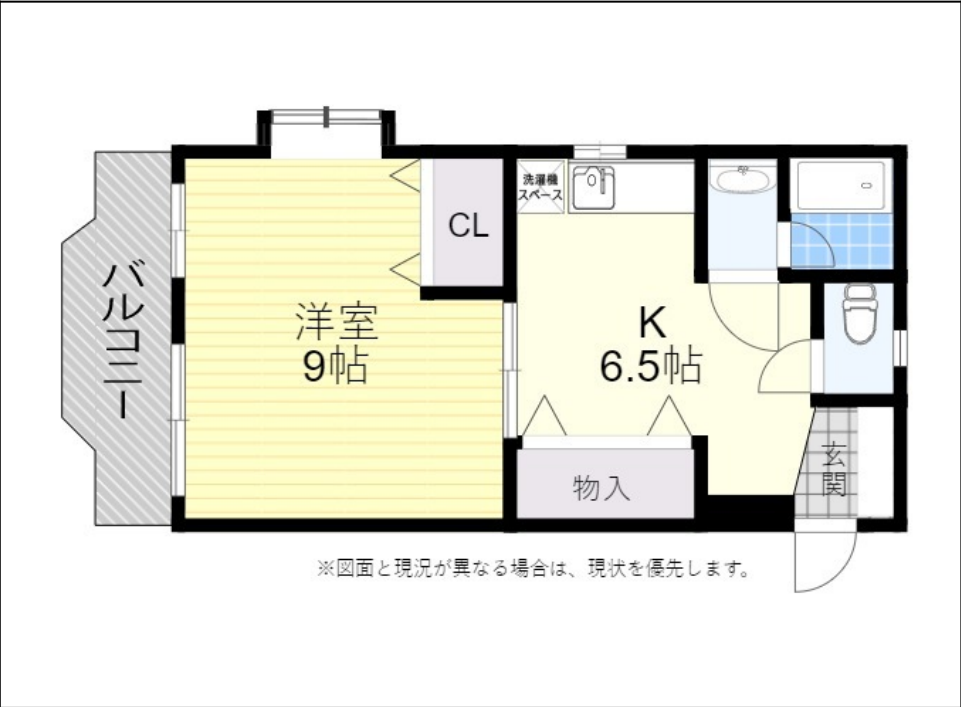 洗濯機
スペース
CL
バルコニー
洋室
9帖
K
6.5帖
玄関
物入
※図面と現況が異なる場合は、現状を優先します。